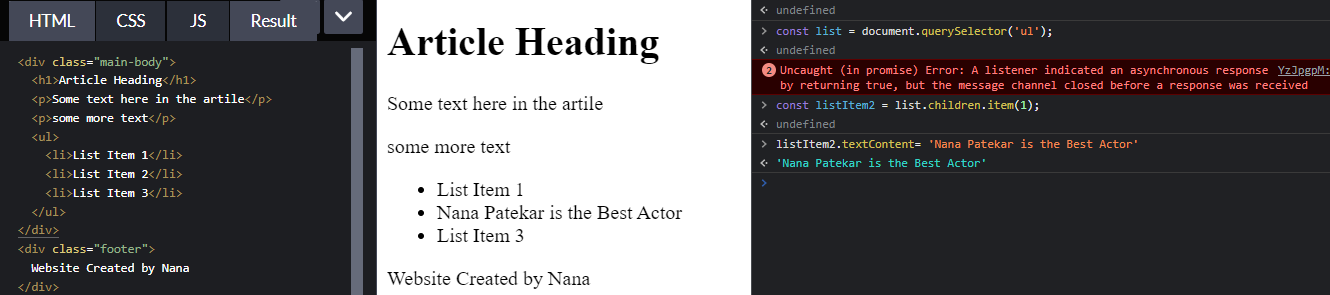 HTML CSS JS Result
<div class="main-body">
<h1>Article Heading</h1>
<p>Some text here in the artile</p>
<p>some more text</p>
<ul>
<li>List Item 1</li>
<li>List Item 2</li>
<li>List Item 3</li>
</ul>
</div>
<div class="footer">
Website Created by Nana
</div>
Article Heading
Some text here in the artile
some more text
• List Item 1
• Nana Patekar is the Best Actor
• List Item 3
Website Created by Nana
undefined
> const list = document.querySelector('ul');
undefined
2 Uncaught (in promise) Error: A listener indicated an asynchronous response YzJpgpM:
by returning true, but the message channel closed before a response was received
> const listItem2 = list.children.item(1);
undefined
> listItem2.textContent= 'Nana Patekar is the Best Actor'
'Nana Patekar is the Best Actor'
>